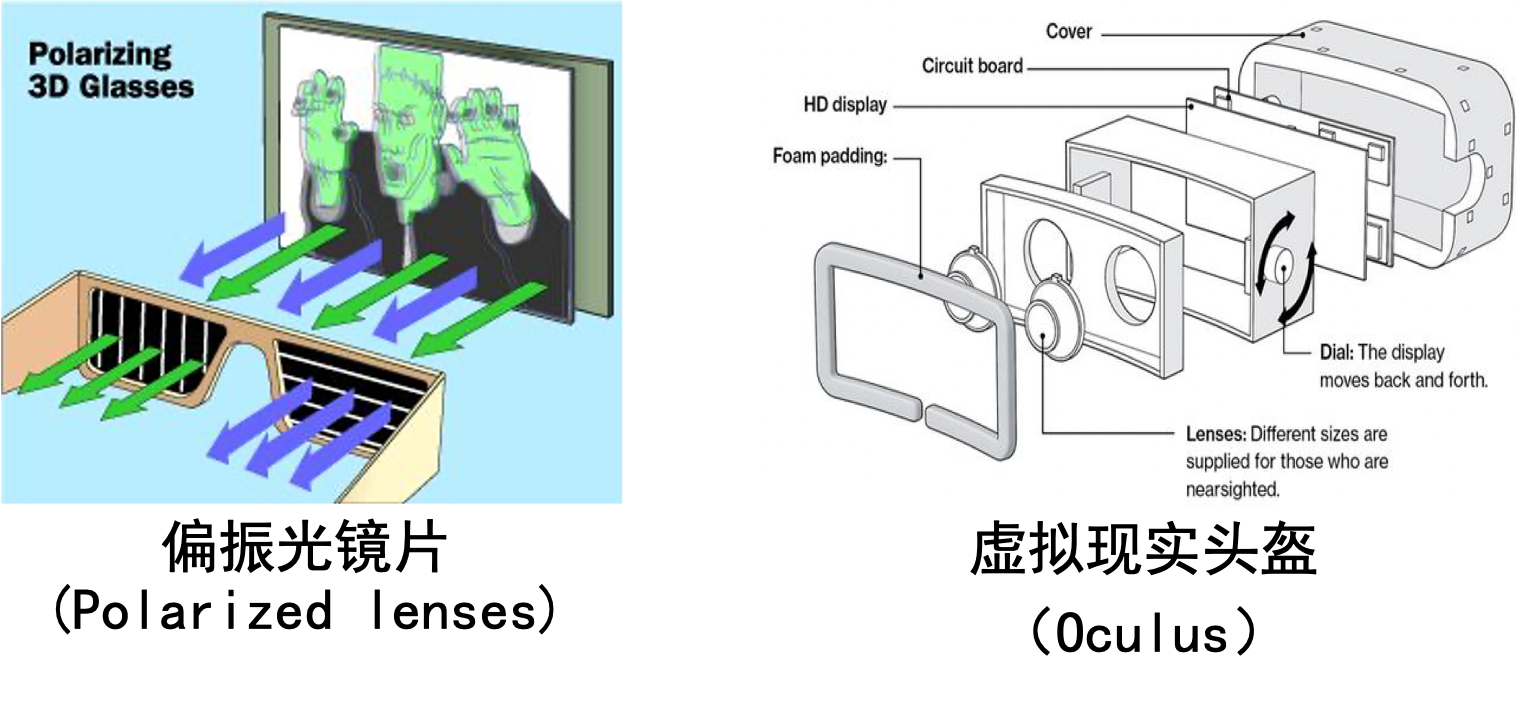 Polarizing
3D Glasses
偏振光镜片
(Polarized lenses)
Cover
Circuit board
HD display
Foam padding:
Dial: The display
moves back and forth.
Lenses: Different sizes are
supplied for those who are
nearsighted.
虚拟现实头盔
（Oculus）